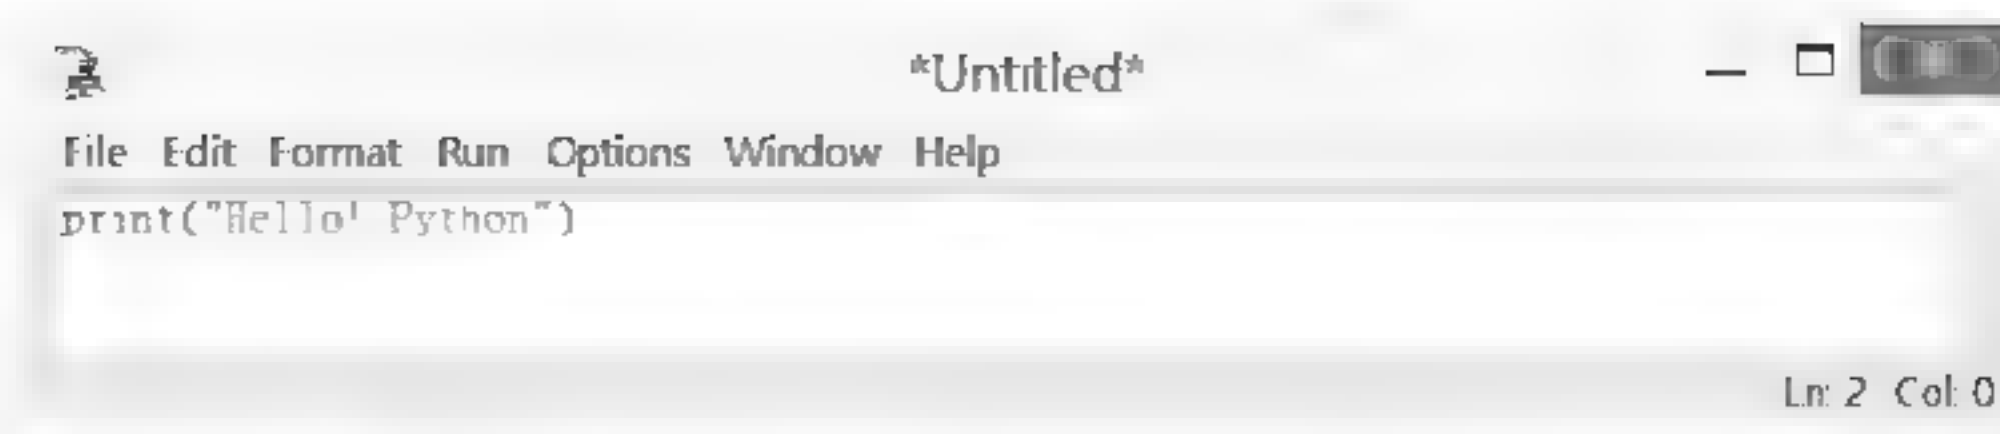 *Untitled*
File Edit Format Run Options Window Help
print("Hello! Python")
Ln: 2 Col: 0